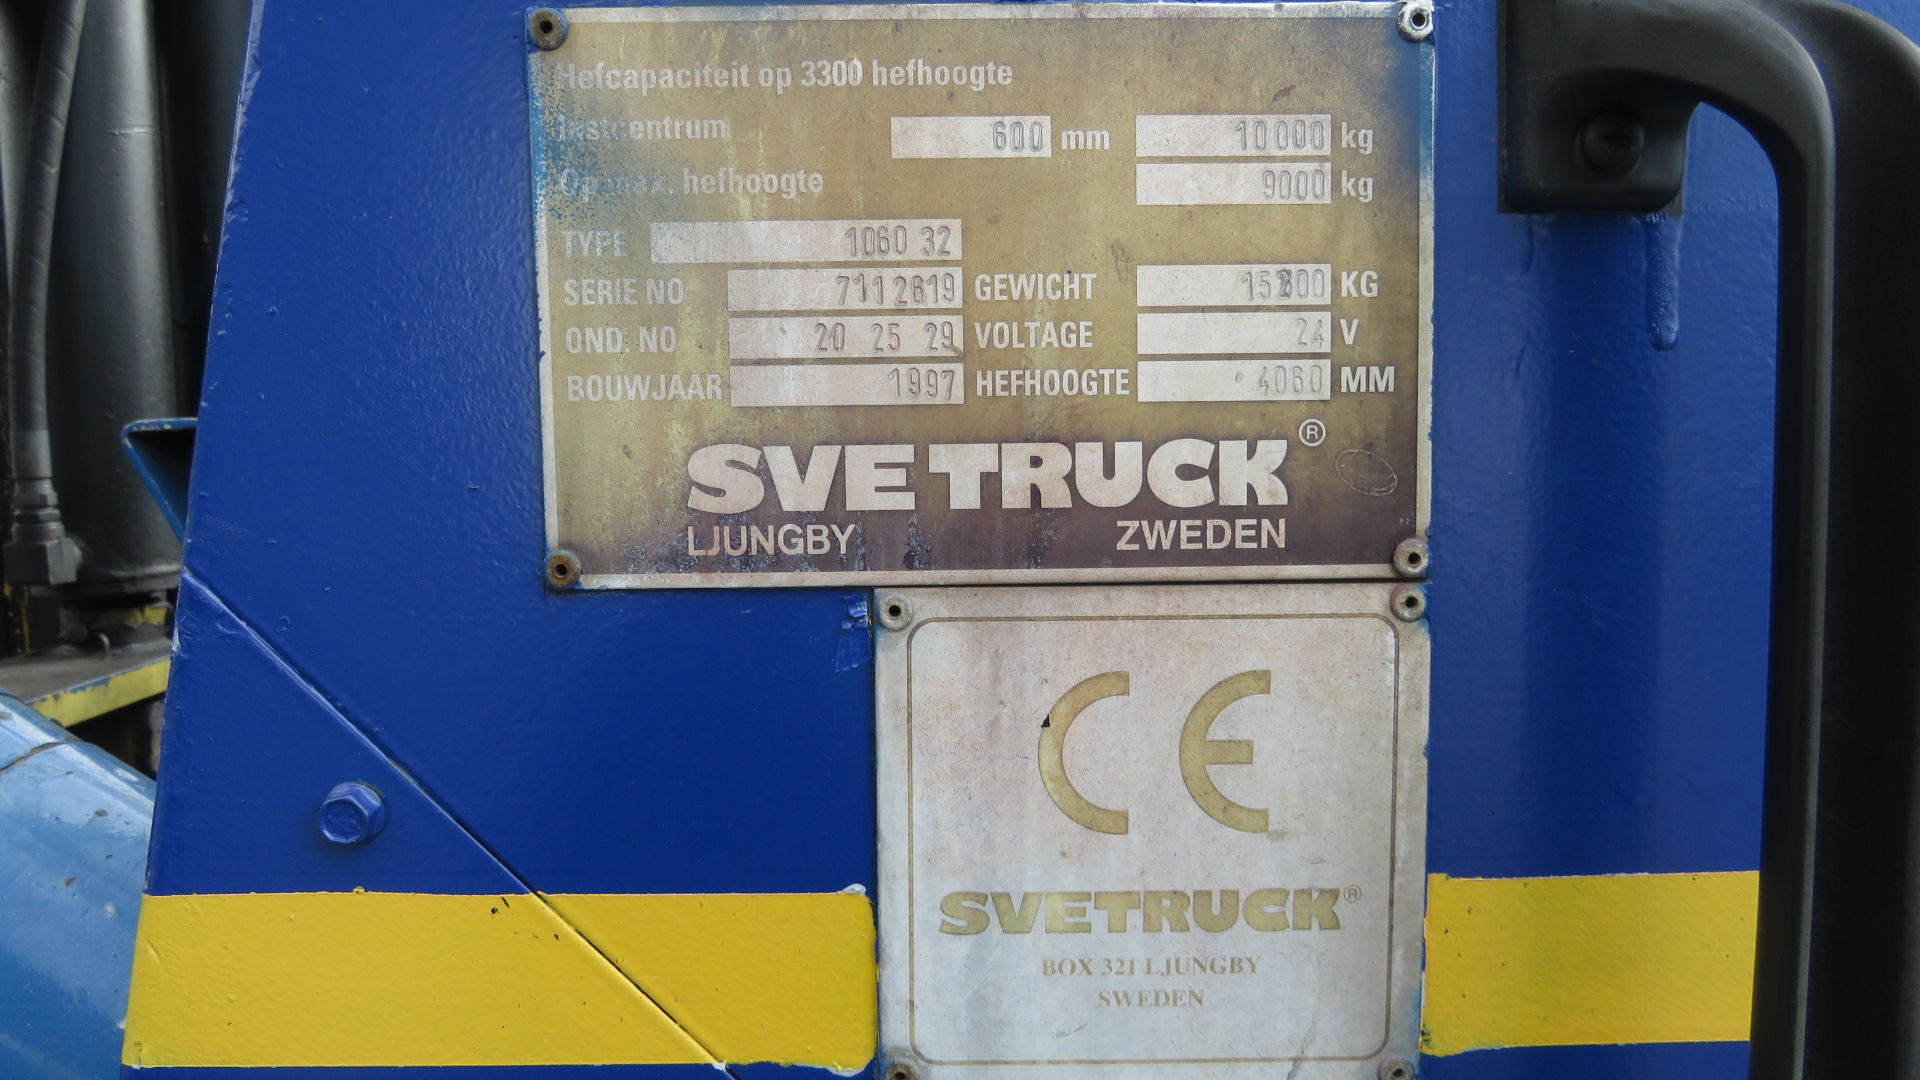 Hefcapaciteit op 3300 hefhoogte
lastcentrum 600 mm 10000 kg
Op max. hefhoogte 9000 kg
TYPE 1060 32
SERIE NO 7112619 GEWICHT KG
OND. NO 20 25 29 VOLTAGE 24 V
BOUWJAAR 1997 HEFHOOGTE 4060 MM
SVETRUCK®
LJUNGBY ZWEDEN
CE
SVETRUCK®
BOX 321 LJUNGBY
SWEDEN